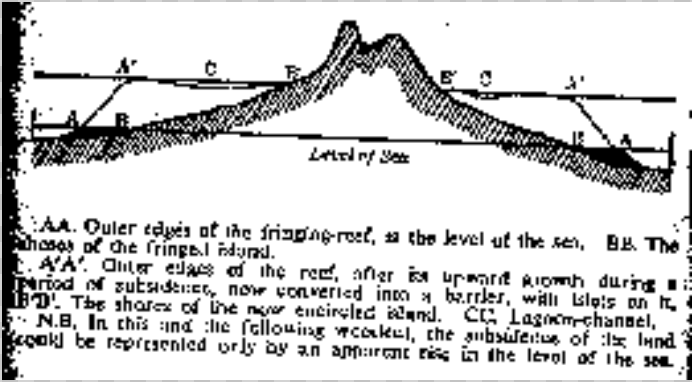 A' C B' B' C A'
A B B A
Level of Sea
AA. Outer edges of the fringing-reef, at the level of the sea. BB. The
shores of the fringed island.
A'A'. Outer edges of the reef, after its upward growth during a
period of subsidence, now converted into a barrier, with islets on it.
B'B'. The shores of the now encircled island. CC. Lagoon-channel.
N.B. In this and the following woodcut, the subsidence of the land
could be represented only by an apparent rise in the level of the sea.